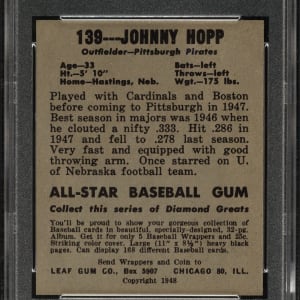 139---JOHNNY HOPP
Outfielder—Pittsburgh Pirates
Age—33 Bats—left
Ht.-5' 10" Throws—left
Home—Hastings, Neb. Wgt.-175 lbs.
Played with Cardinals and Boston
before coming to Pittsburgh in 1947.
Best season in majors was 1946 when
he clouted a nifty .333. Hit .286 in
1947 and fell to .278 last season.
Very fast and equipped with good
throwing arm. Once starred on U.
of Nebraska football team.
ALL-STAR BASEBALL GUM
Collect this series of Diamond Greats
You'll be proud to show your gorgeous collection of
Baseball cards in beautiful, specially-designed, 32-pg.
Album. Get it for only 5 Baseball Wrappers and 25c.
Striking color cover. Large (11" x 8½") heavy black
pages. Can display 168 different baseball cards.
Send Wrappers and Coin to
LEAF GUM CO., Box 5907 CHICAGO 80, ILL.
Copyright 1948